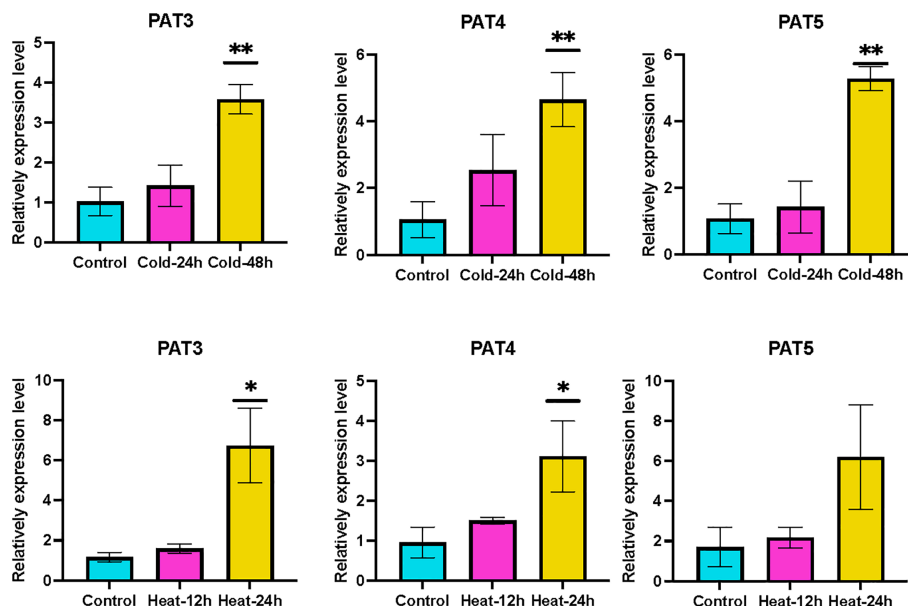 PAT3
Relatively expression level
5
4
3
2
1
0
**
Control Cold-24h Cold-48h
PAT4
Relatively expression level
6
4
2
0
**
Control Cold-24h Cold-48h
PAT5
Relatively expression level
6
4
2
0
**
Control Cold-24h Cold-48h
PAT3
Relatively expression level
10
8
6
4
2
0
*
Control Heat-12h Heat-24h
PAT4
Relatively expression level
5
4
3
2
1
0
*
Control Heat-12h Heat-24h
PAT5
Relatively expression level
10
8
6
4
2
0
Control Heat-12h Heat-24h